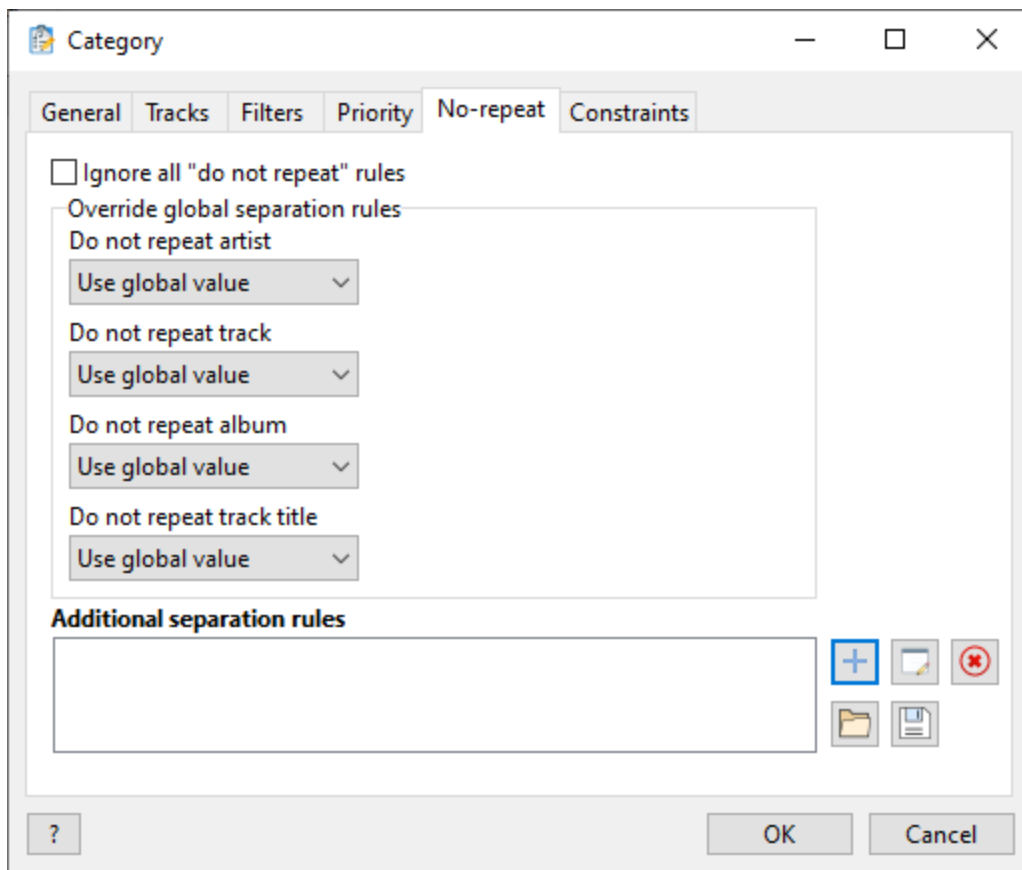 Category
General Tracks Filters Priority No-repeat Constraints
Ignore all "do not repeat" rules
Override global separation rules
Do not repeat artist
Use global value
Do not repeat track
Use global value
Do not repeat album
Use global value
Do not repeat track title
Use global value
Additional separation rules
? OK Cancel